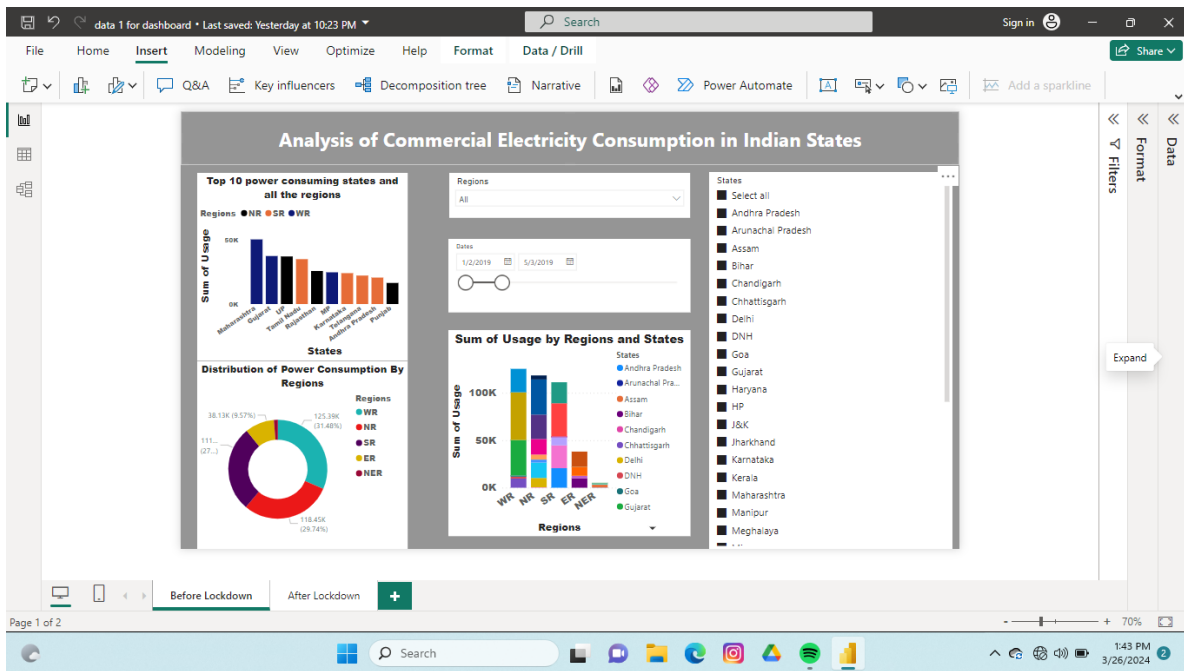 data 1 for dashboard • Last saved: Yesterday at 10:23 PM
Search
Sign in
File Home Insert Modeling View Optimize Help Format Data / Drill
Share
Q&A Key influencers Decomposition tree Narrative Power Automate Add a sparkline
Analysis of Commercial Electricity Consumption in Indian States
Top 10 power consuming states and
all the regions
Regions NR SR WR
Sum of Usage
50K
0K
Maharashtra
Gujarat
UP
Tamil Nadu
Rajasthan
MP
Karnataka
Telangana
Andhra Pradesh
Punjab
States
Distribution of Power Consumption By
Regions
38.13K (9.57%)
125.39K
(31.48%)
111...
(27...)
118.45K
(29.74%)
Regions
WR
NR
SR
ER
NER
Regions
All
Dates
1/2/2019 5/3/2019
Sum of Usage by Regions and States
Sum of Usage
100K
50K
0K
WR
NR
SR
ER
NER
Regions
States
Andhra Pradesh
Arunachal Pra...
Assam
Bihar
Chandigarh
Chhattisgarh
Delhi
DNH
Goa
Gujarat
States
Select all
Andhra Pradesh
Arunachal Pradesh
Assam
Bihar
Chandigarh
Chhattisgarh
Delhi
DNH
Goa
Gujarat
Haryana
HP
J&K
Jharkhand
Karnataka
Kerala
Maharashtra
Manipur
Meghalaya
Filters
Format
Data
Expand
Before Lockdown After Lockdown
Page 1 of 2
- + 70%
Search
1:43 PM
3/26/2024
2